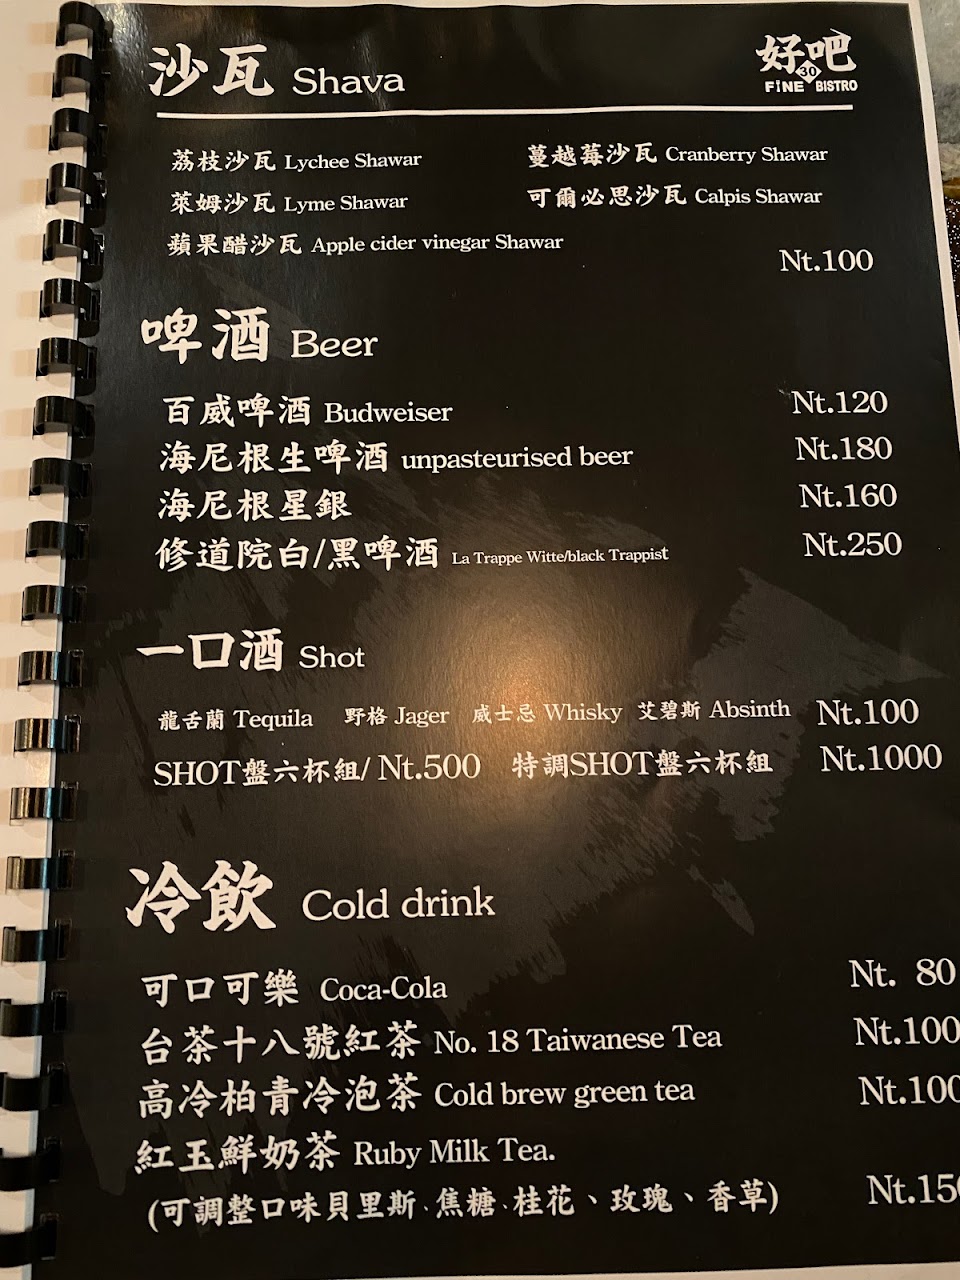 沙瓦 Shava
好吧
30
FiNE BISTRO
荔枝沙瓦 Lychee Shawar
蔓越莓沙瓦 Cranberry Shawar
萊姆沙瓦 Lyme Shawar
可爾必思沙瓦 Calpis Shawar
蘋果醋沙瓦 Apple cider vinegar Shawar
Nt.100
啤酒 Beer
百威啤酒 Budweiser Nt.120
海尼根生啤酒 unpasteurised beer Nt.180
海尼根星銀 Nt.160
修道院白/黑啤酒 La Trappe Witte/black Trappist Nt.250
一口酒 Shot
龍舌蘭 Tequila 野格 Jager 威士忌 Whisky 艾碧斯 Absinth Nt.100
SHOT盤六杯組/ Nt.500 特調SHOT盤六杯組 Nt.1000
冷飲 Cold drink
可口可樂 Coca-Cola Nt. 80
台茶十八號紅茶 No. 18 Taiwanese Tea Nt.100
高冷柏青冷泡茶 Cold brew green tea Nt.100
紅玉鮮奶茶 Ruby Milk Tea.
(可調整口味貝里斯、焦糖、桂花、玫瑰、香草) Nt.150